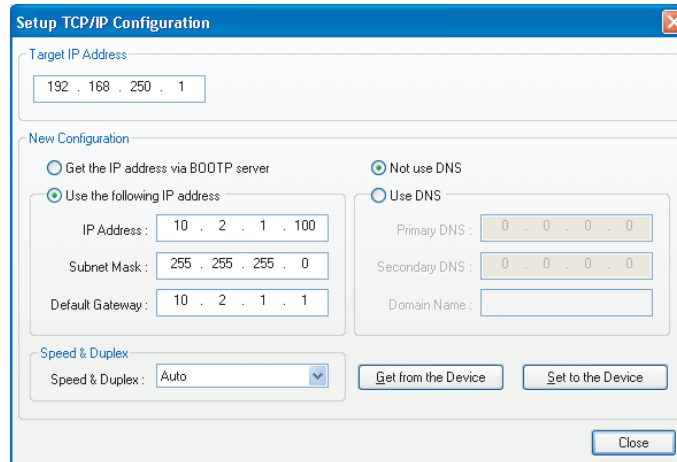 Setup TCP/IP Configuration
Target IP Address
192 . 168 . 250 . 1
New Configuration
Get the IP address via BOOTP server
Not use DNS
Use the following IP address
Use DNS
IP Address : 10 . 2 . 1 . 100
Primary DNS : 0 . 0 . 0 . 0
Subnet Mask : 255 . 255 . 255 . 0
Secondary DNS : 0 . 0 . 0 . 0
Default Gateway : 10 . 2 . 1 . 1
Domain Name :
Speed & Duplex
Speed & Duplex : Auto
Get from the Device
Set to the Device
Close